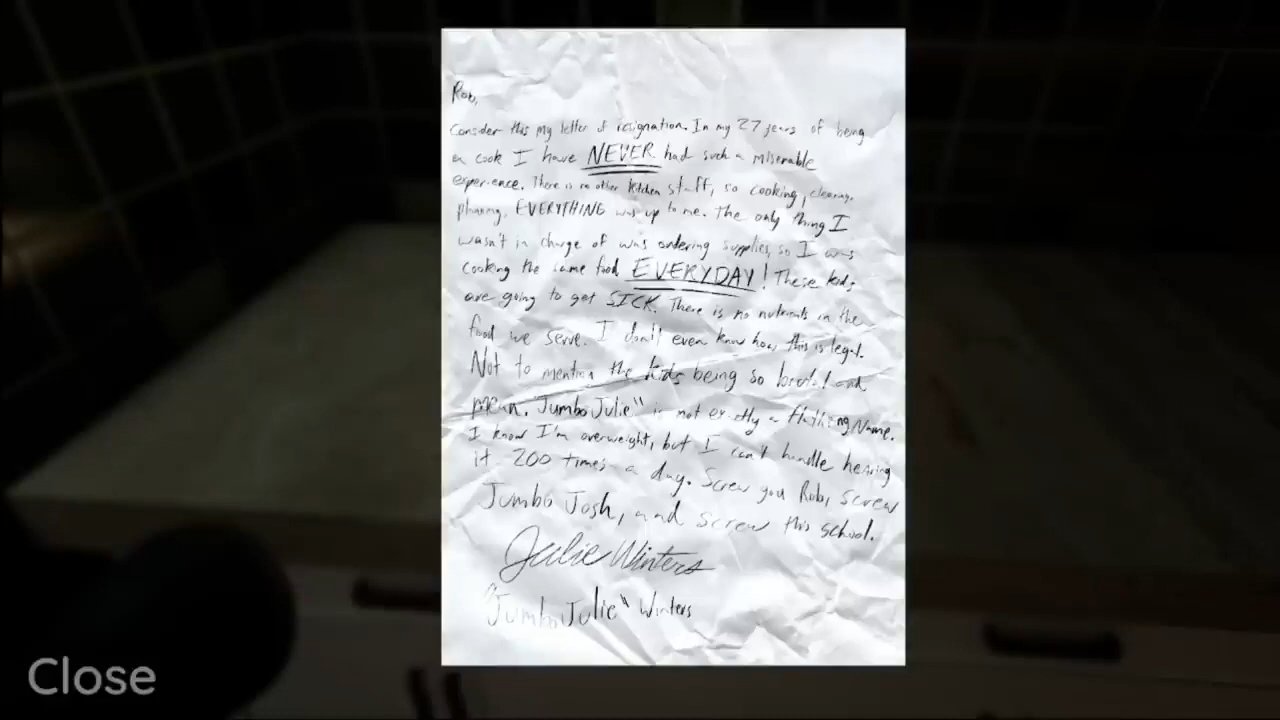 Rob,
Consider this my letter of resignation. In my 27 years of being
a cook I have NEVER had such a miserable
experience. There is no other kitchen staff, so cooking, cleaning,
planning, EVERYTHING was up to me. The only thing I
wasn't in charge of was ordering supplies, so I was
cooking the same food EVERYDAY! These kids
are going to get SICK. There is no nutrients in the
food we serve. I don't even know how this is legal.
Not to mention the kids being so brutal and
mean. JumboJulie" is not exactly a flattering Name.
I know I'm overweight, but I can't handle hearing
it 200 times a day. Screw you Rob, screw
Jumbo Josh, and screw this school.
Julie Winters
"JumboJulie" Winters
Close